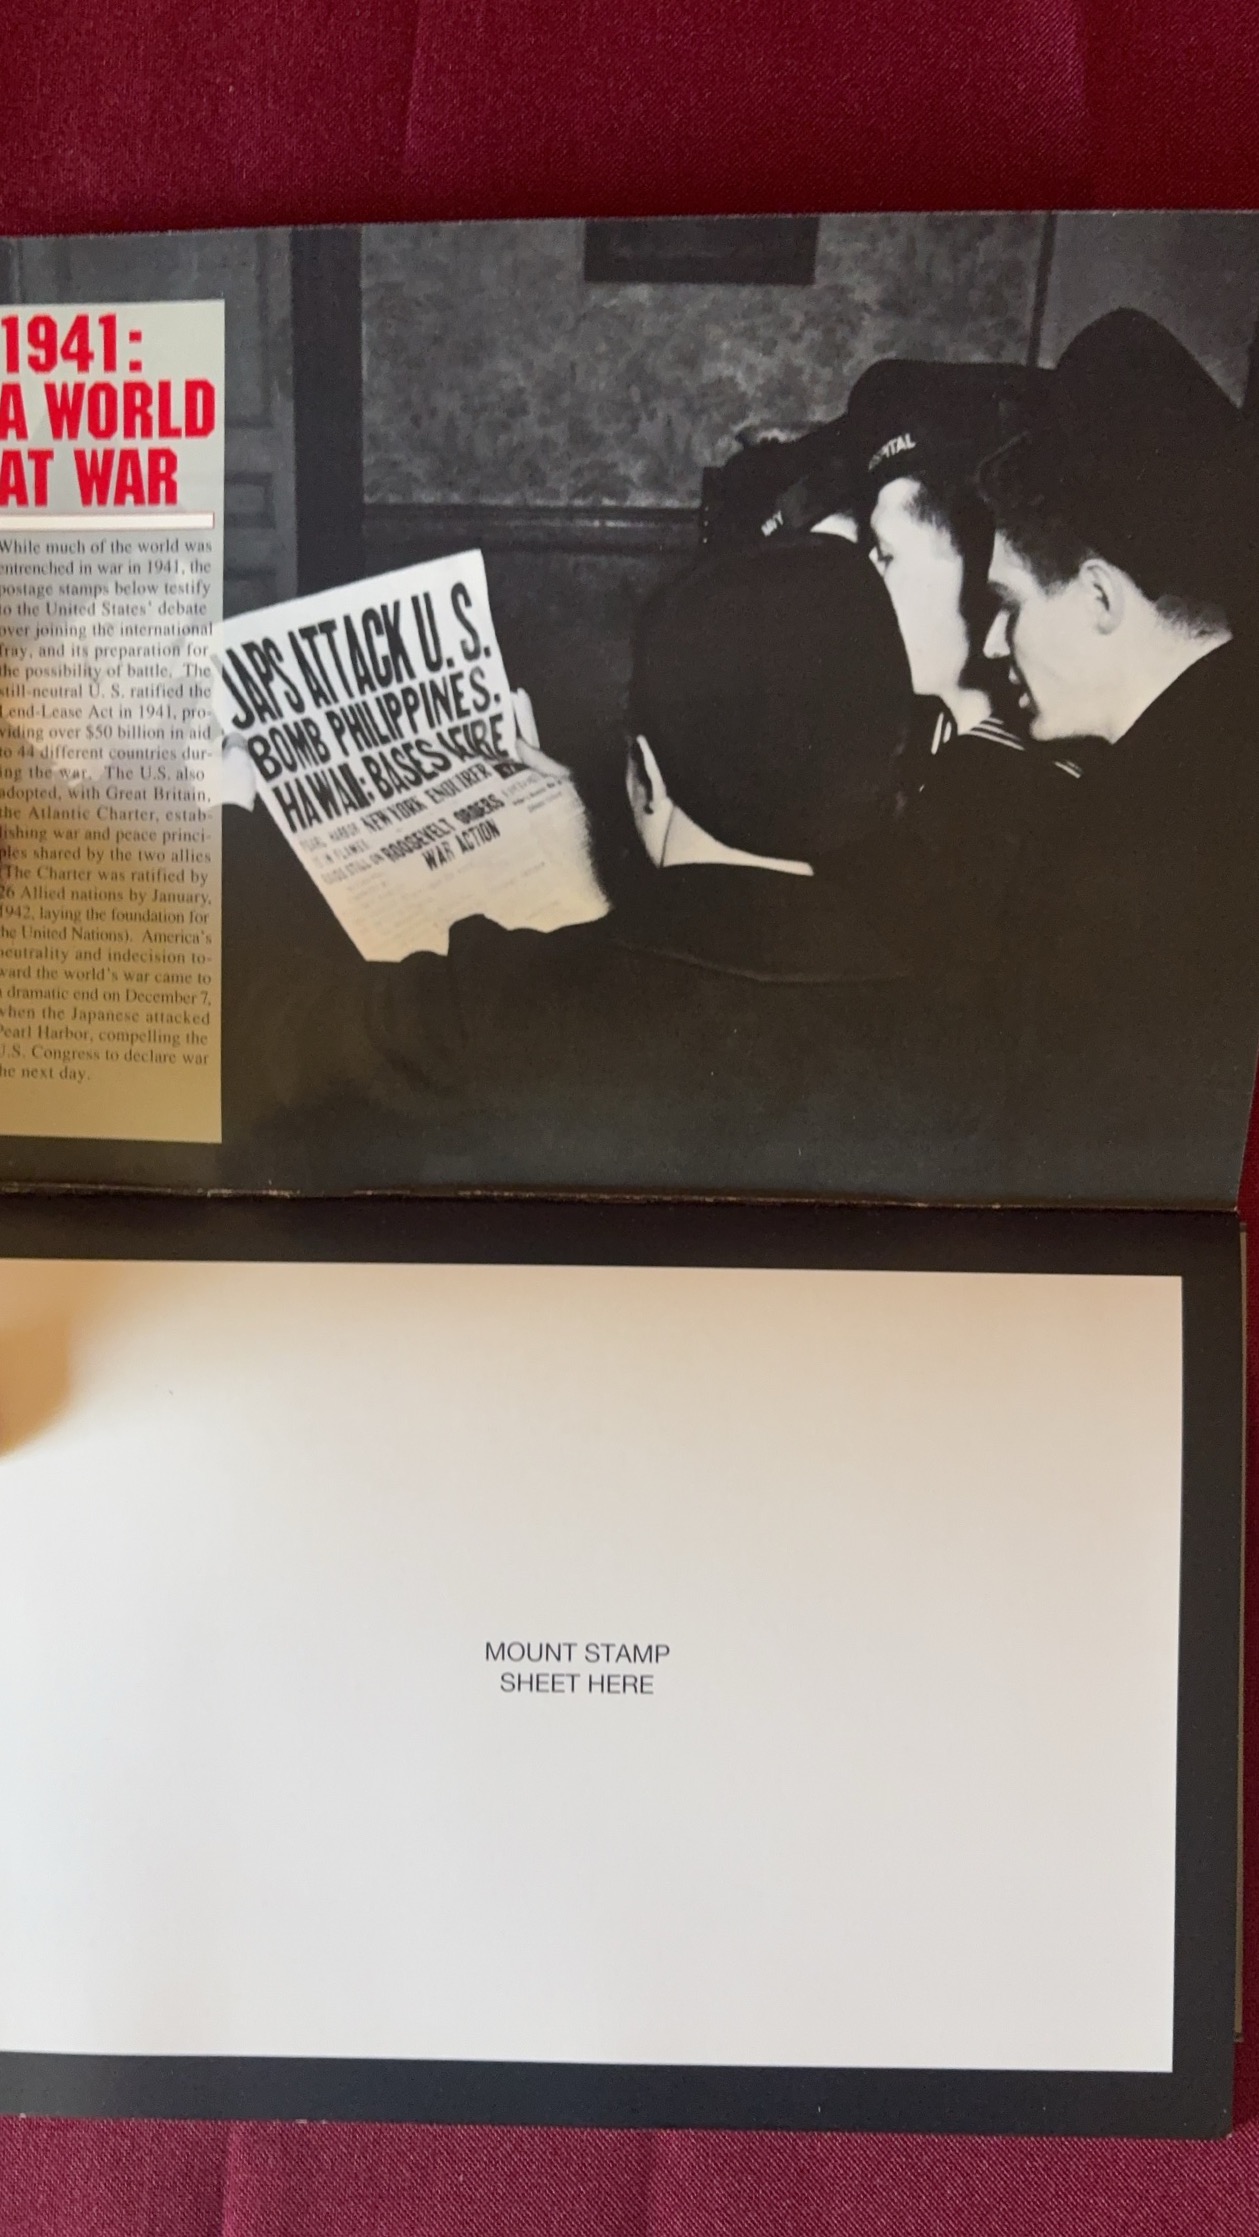 1941:
A WORLD
AT WAR
While much of the world was
entrenched in war in 1941, the
postage stamps below testify
to the United States' debate
over joining the international
fray, and its preparation for
the possibility of battle. The
still-neutral U. S. ratified the
Lend-Lease Act in 1941, pro-
viding over $50 billion in aid
to 44 different countries dur-
ing the war. The U.S. also
adopted, with Great Britain,
the Atlantic Charter, estab-
lishing war and peace princi-
ples shared by the two allies
(The Charter was ratified by
26 Allied nations by January,
1942, laying the foundation for
the United Nations). America's
neutrality and indecision to-
ward the world's war came to
a dramatic end on December 7,
when the Japanese attacked
Pearl Harbor, compelling the
U.S. Congress to declare war
the next day.
JAPS ATTACK U. S.
BOMB PHILIPPINES.
HAWAII: BASES AFIRE
NEW YORK ENQUIRER
ROOSEVELT ORDERS
WAR ACTION
NAVY
MOUNT STAMP
SHEET HERE